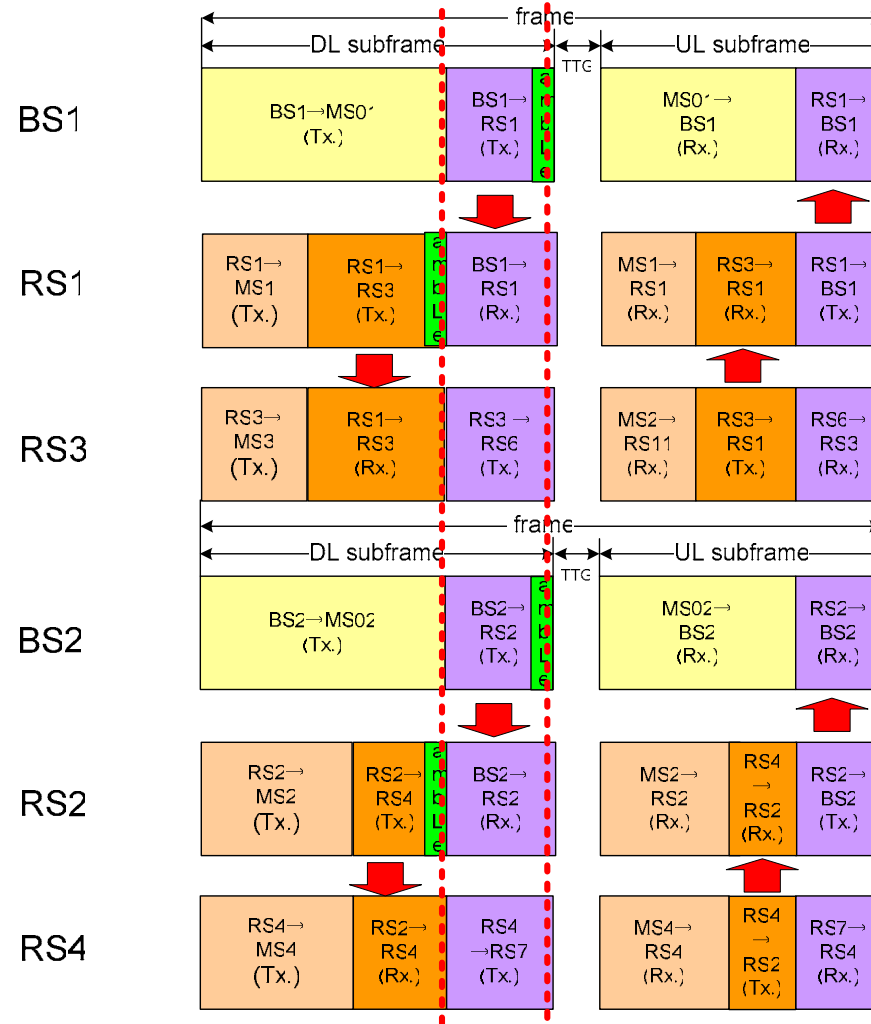 frame
DL subframe
TTG
UL subframe
BS1
BS1→MS01
(Tx.)
BS1→
RS1
(Tx.)
a
m
b
L
e
MS01→
BS1
(Rx.)
RS1→
BS1
(Rx.)
RS1
RS1→
MS1
(Tx.)
RS1→
RS3
(Tx.)
a
m
b
L
e
BS1→
RS1
(Rx.)
MS1→
RS1
(Rx.)
RS3→
RS1
(Rx.)
RS1→
BS1
(Tx.)
RS3
RS3→
MS3
(Tx.)
RS1→
RS3
(Rx.)
RS3→
RS6
(Tx.)
MS2→
RS11
(Rx.)
RS3→
RS1
(Tx.)
RS6→
RS3
(Rx.)
frame
DL subframe
TTG
UL subframe
BS2
BS2→MS02
(Tx.)
BS2→
RS2
(Tx.)
a
m
b
L
e
MS02→
BS2
(Rx.)
RS2→
BS2
(Rx.)
RS2
RS2→
MS2
(Tx.)
RS2→
RS4
(Tx.)
a
m
b
L
e
BS2→
RS2
(Rx.)
MS2→
RS2
(Rx.)
RS4
→
RS2
(Rx.)
RS2→
BS2
(Tx.)
RS4
RS4→
MS4
(Tx.)
RS2→
RS4
(Rx.)
RS4
→RS7
(Tx.)
MS4→
RS4
(Rx.)
RS4
→
RS2
(Tx.)
RS7→
RS4
(Rx.)